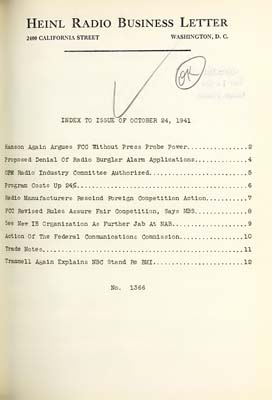 HEINL RADIO BUSINESS LETTER
2400 CALIFORNIA STREET WASHINGTON, D. C.
OK
INDEX TO ISSUE OF OCTOBER 24, 1941
Hanson Again Argues FCC Without Press Probe Power.......2
Proposed Denial Of Radio Burglar Alarm Applications.......4
OPM Radio Industry Committee Authorized.......5
Program Costs Up 24%.......6
Radio Manufacturers Rescind Foreign Competition Action.......7
FCC Revised Rules Assure Fair Competition, Says MBS.......8
See New IB Organization As Further Jab At NAB.......9
Action Of The Federal Communications Commission.......10
Trade Notes.......11
Trammell Again Explains NBC Stand Re BMI.......12
No. 1366